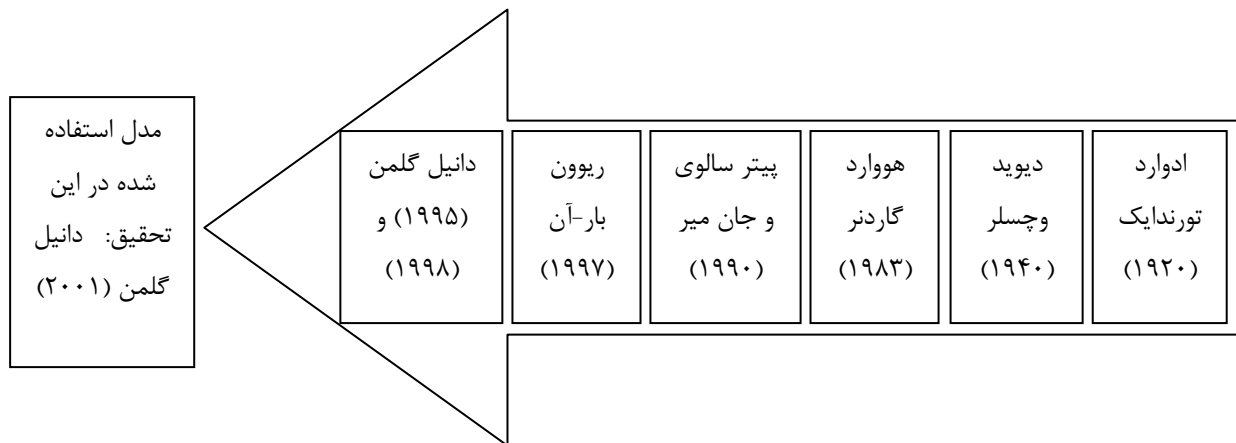 ادوارد
تورندایک
(۱۹۲۰)
دیوید
وچسلر
(۱۹۴۰)
هووارد
گاردنر
(۱۹۸۳)
پیتر سالوی
و جان میر
(۱۹۹۰)
ریوون
بار-آن
(۱۹۹۷)
دانیل گلمن
(۱۹۹۵) و
(۱۹۹۸)
مدل استفاده
شده در این
تحقیق: دانیل
گلمن (۲۰۰۱)